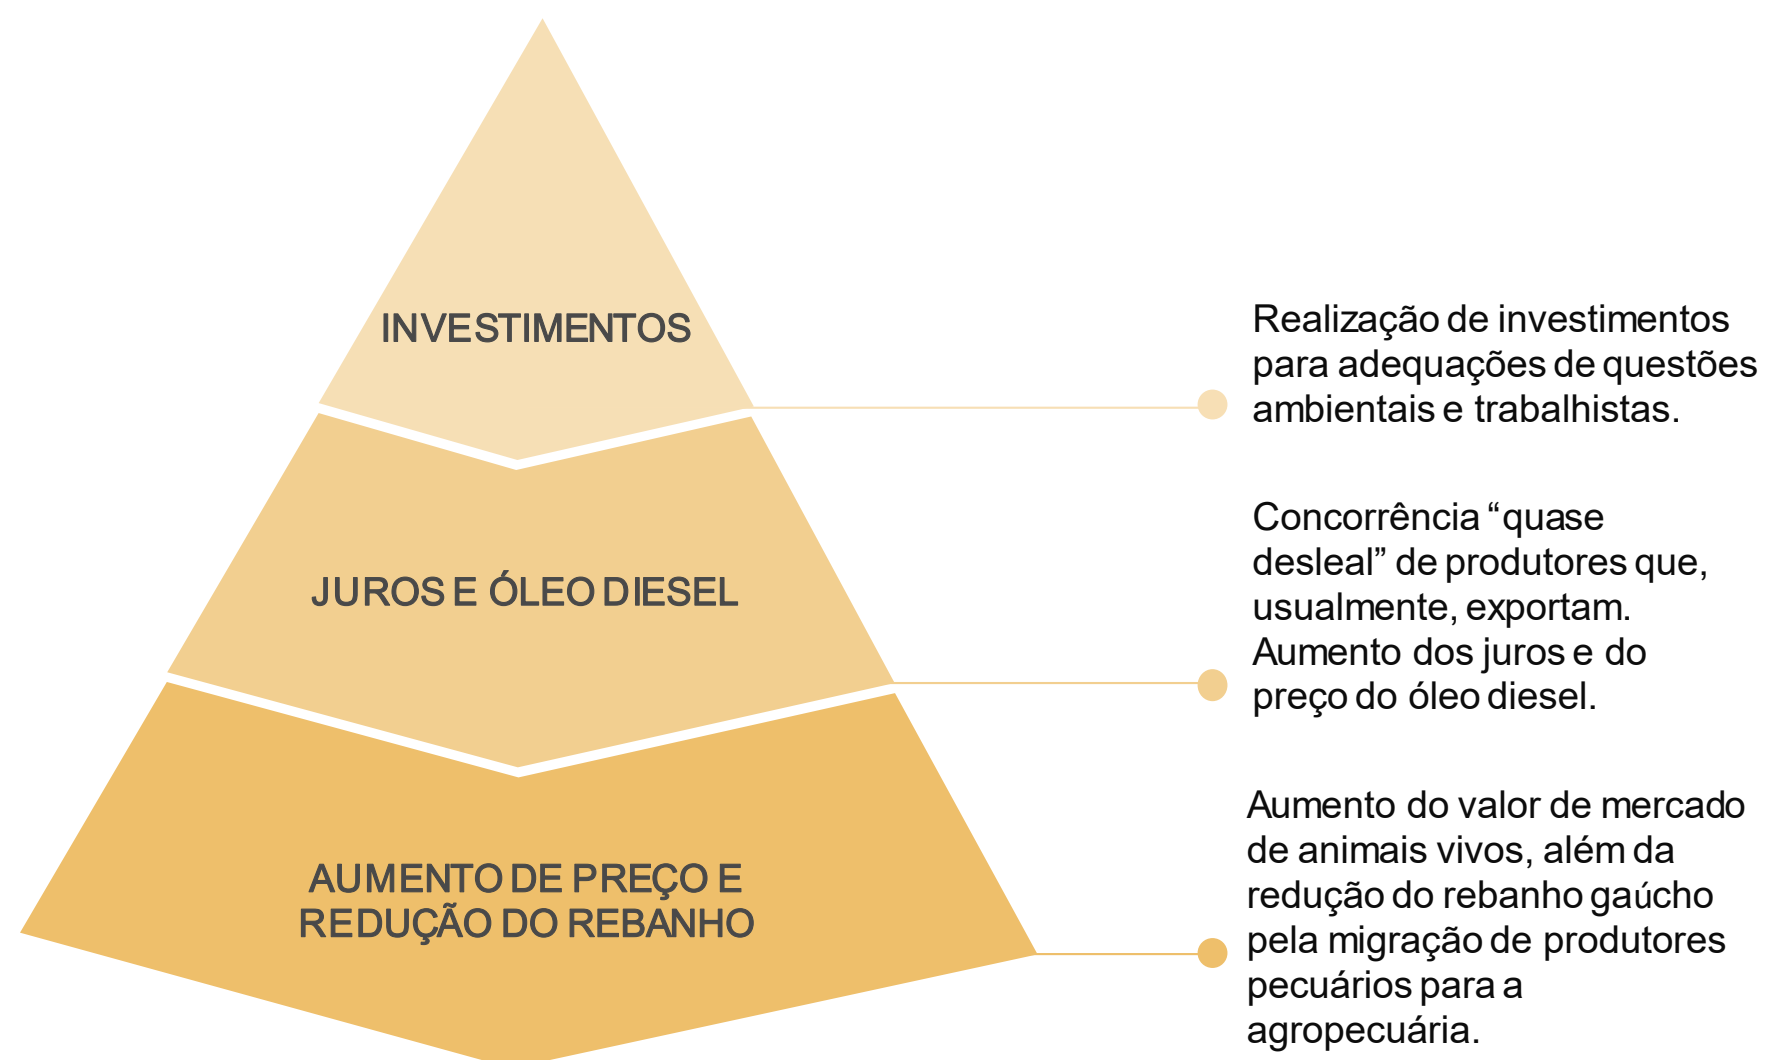 INVESTIMENTOS
Realização de investimentos
para adequações de questões
ambientais e trabalhistas.
JUROS E ÓLEO DIESEL
Concorrência “quase
desleal” de produtores que,
usualmente, exportam.
Aumento dos juros e do
preço do óleo diesel.
AUMENTO DE PREÇO E
REDUÇÃO DO REBANHO
Aumento do valor de mercado
de animais vivos, além da
redução do rebanho gaúcho
pela migração de produtores
pecuários para a
agropecuária.